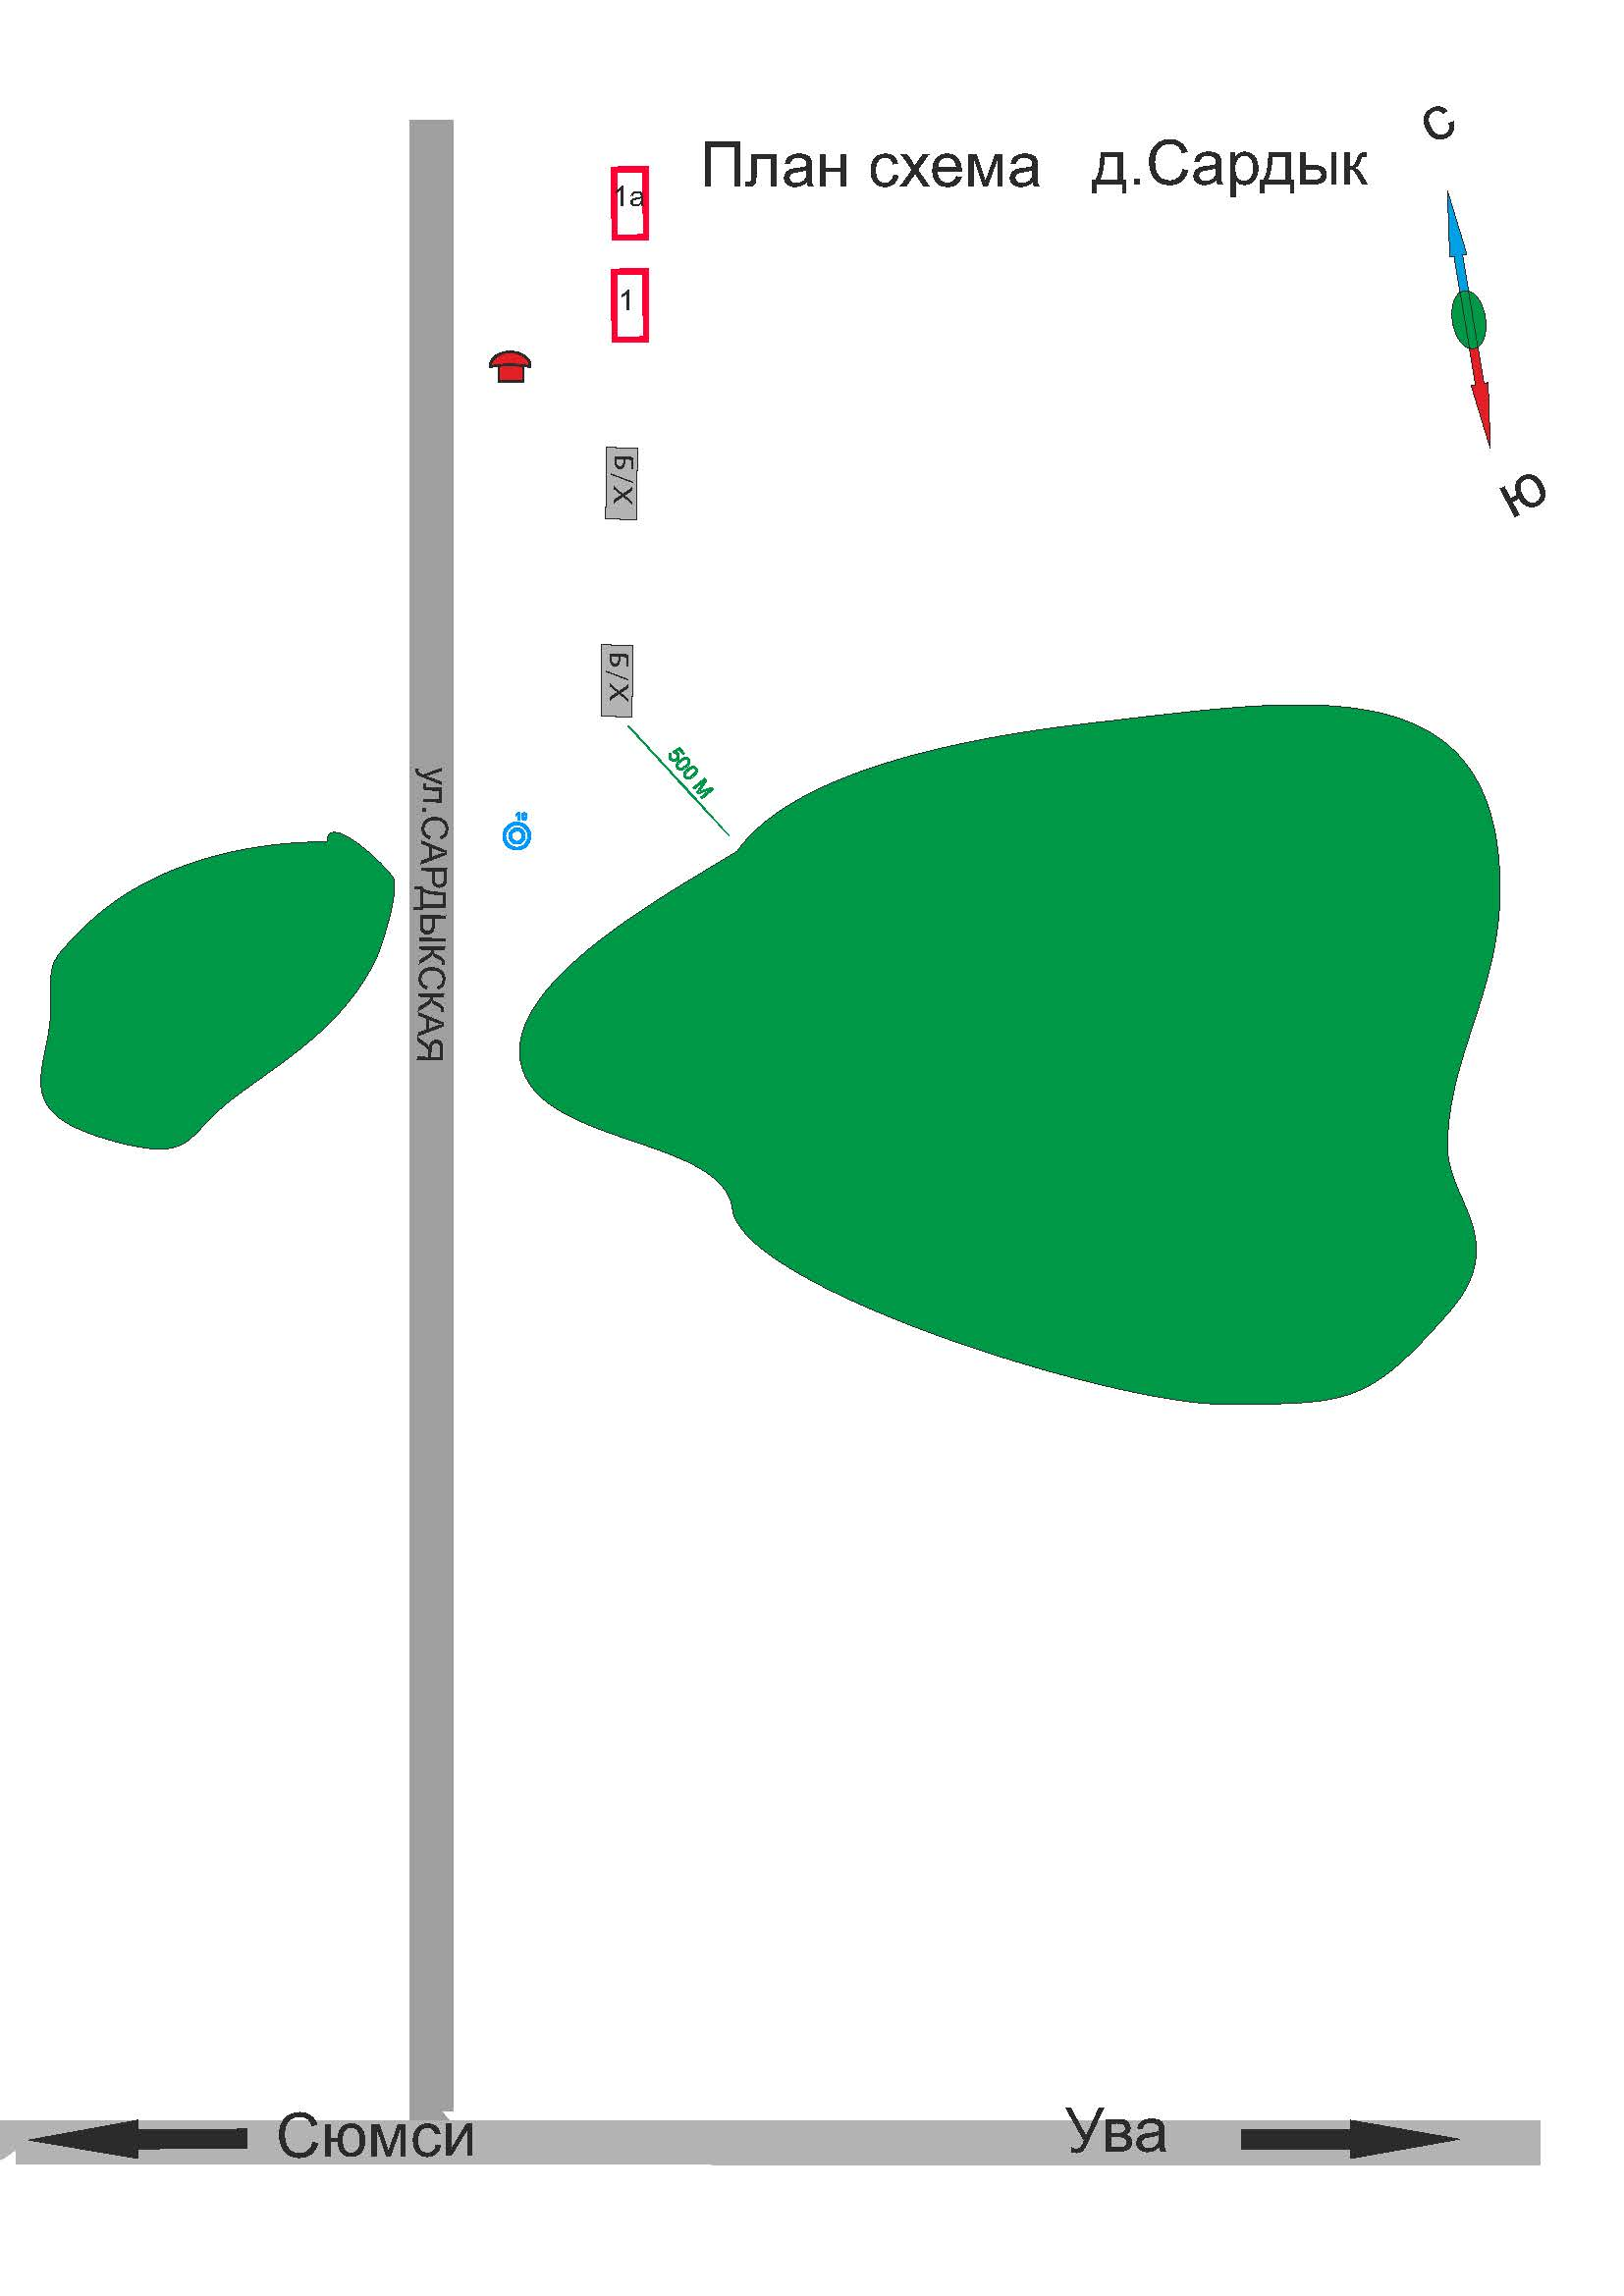 С
План схема д.Сардык
1а
1
Ю
Б/Х
Б/Х
500 М
ул.САРДЫКСКАЯ
Сюмси
Ува